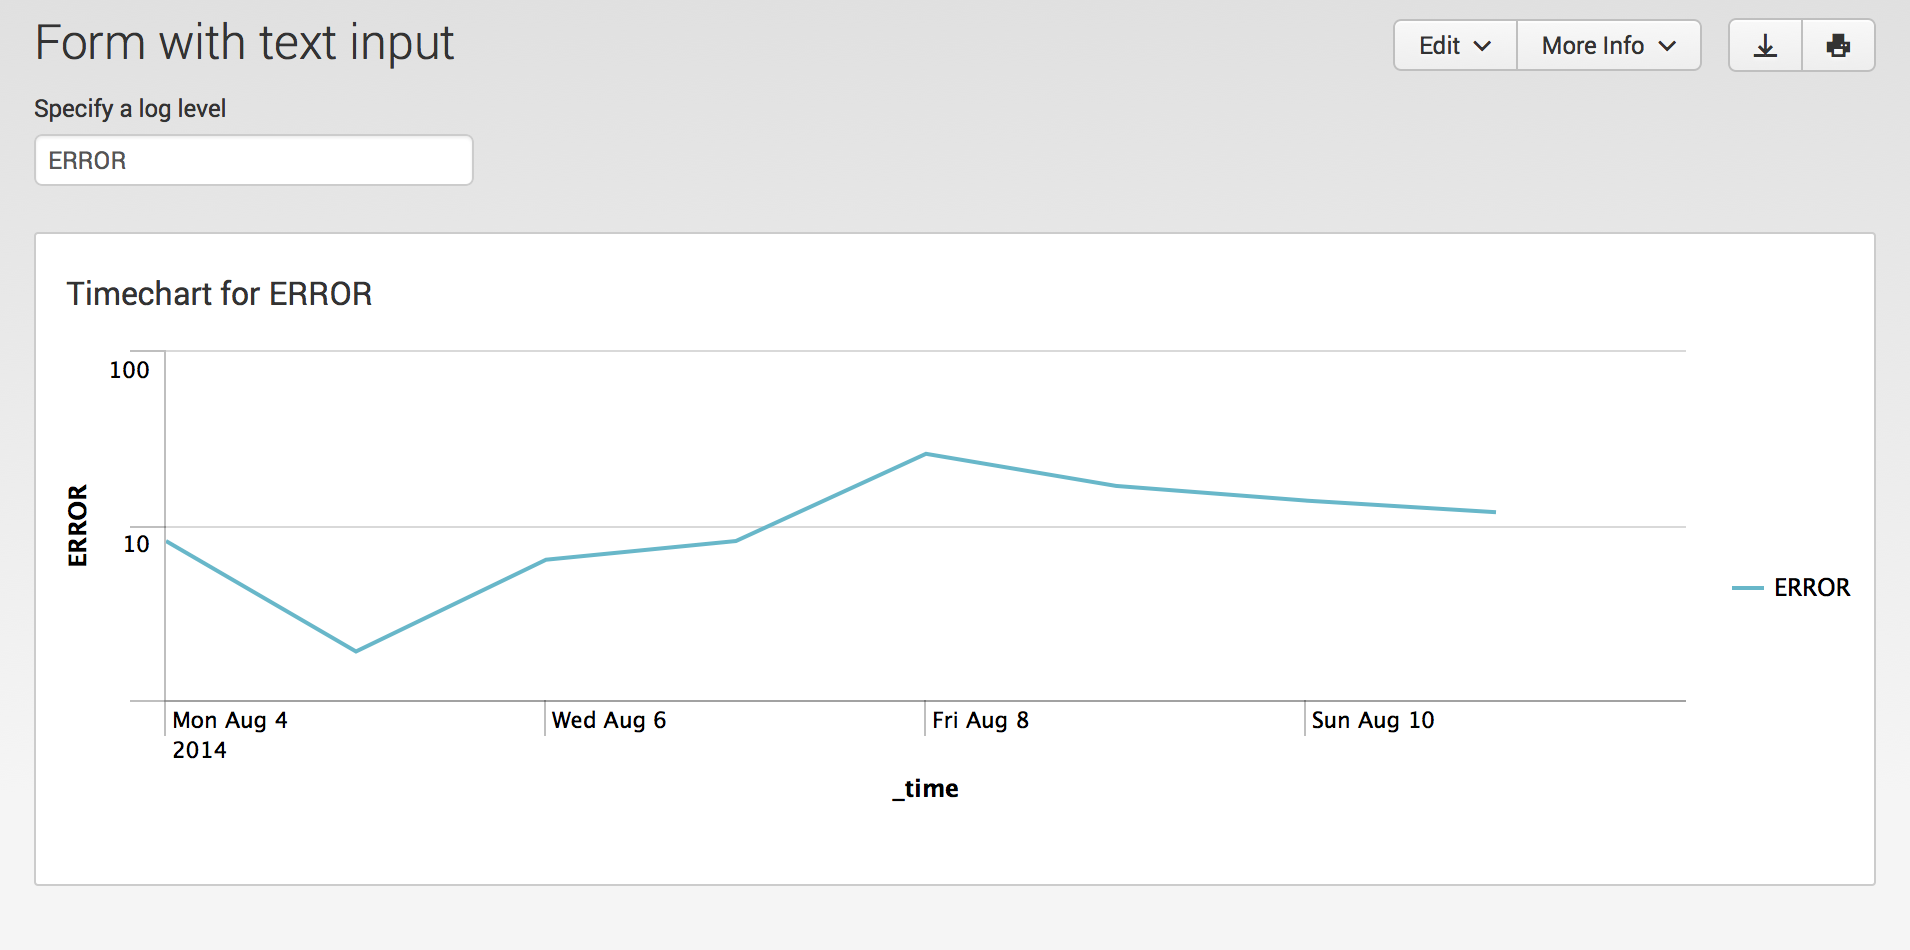 Form with text input
Edit
More Info
Specify a log level
ERROR
Timechart for ERROR
100
10
ERROR
ERROR
Mon Aug 4
2014
Wed Aug 6
Fri Aug 8
Sun Aug 10
_time